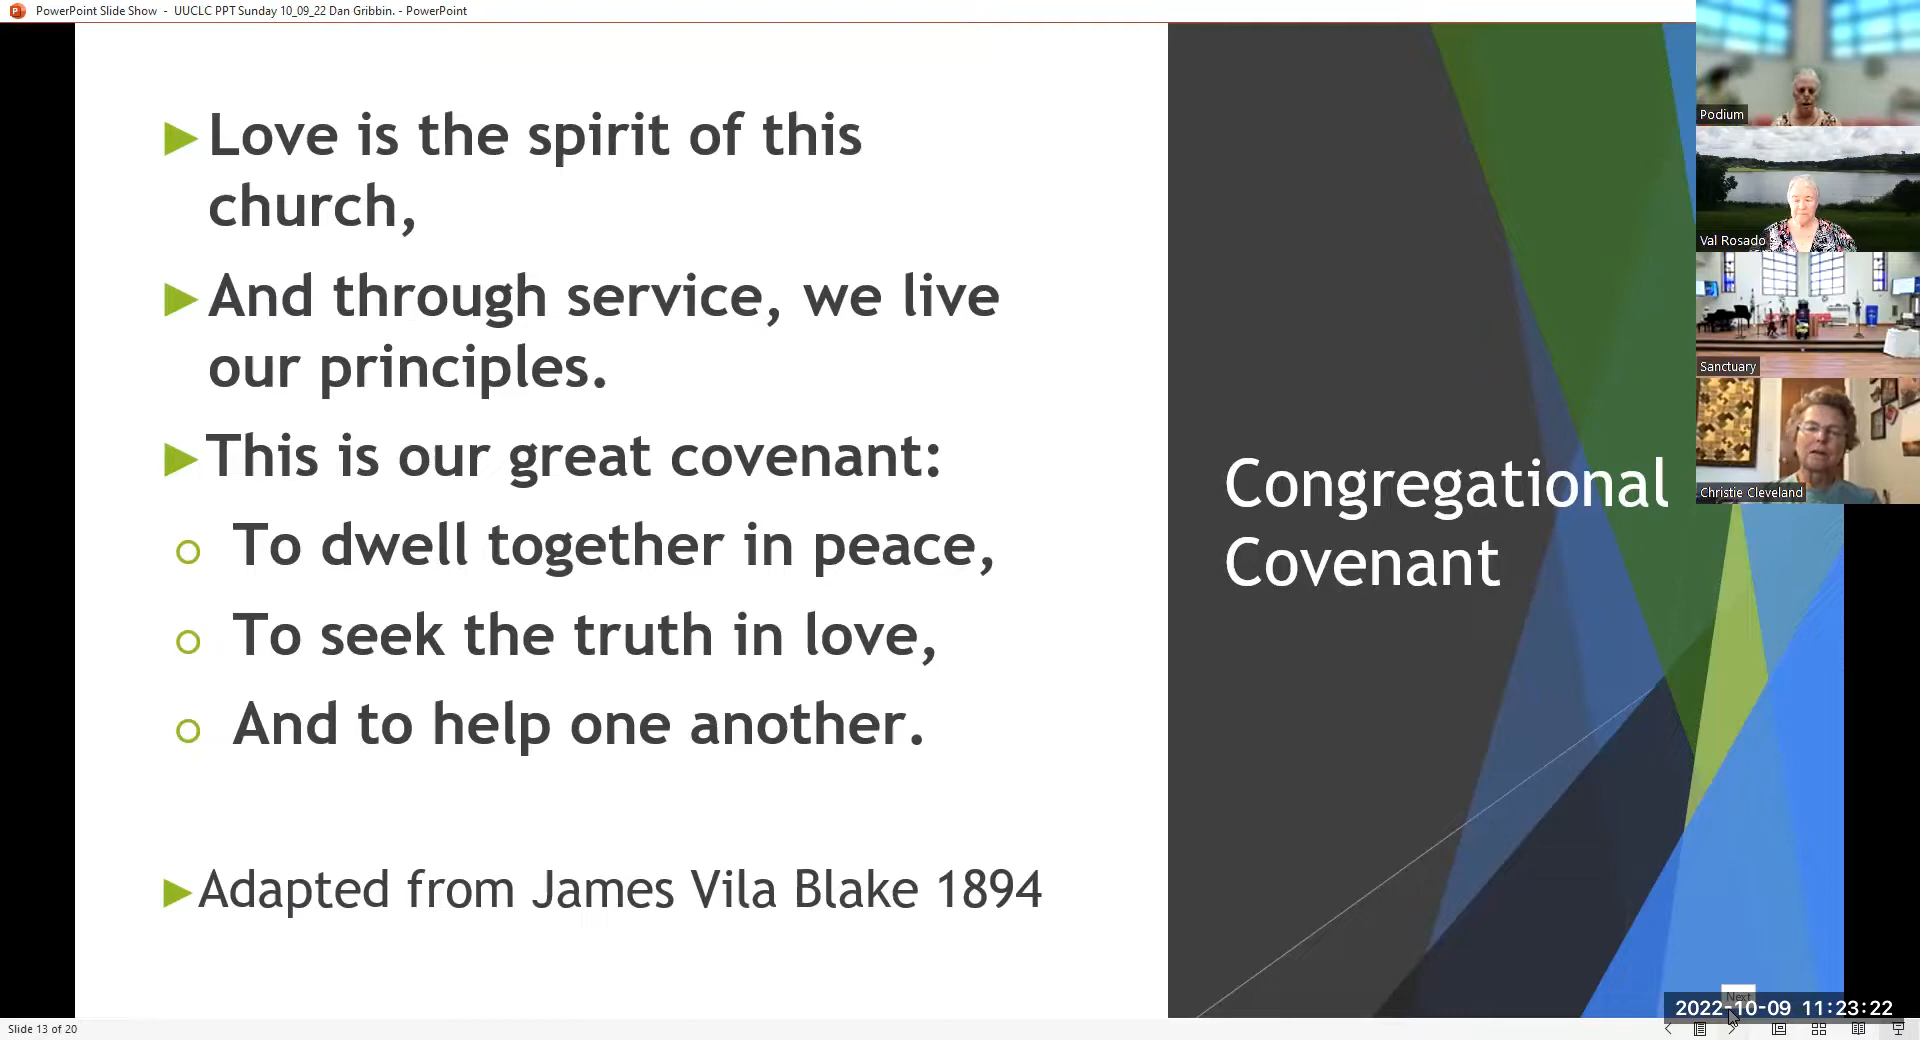 PowerPoint Slide Show - UUCLC PPT Sunday 10_09_22 Dan Gribbin. - PowerPoint
Love is the spirit of this
church,
And through service, we live
our principles.
This is our great covenant:
To dwell together in peace,
To seek the truth in love,
And to help one another.
Adapted from James Vila Blake 1894
Congregational
Covenant
Podium
Val Rosado
Sanctuary
Christie Cleveland
Next
2022-10-09 11:23:22
Slide 13 of 20